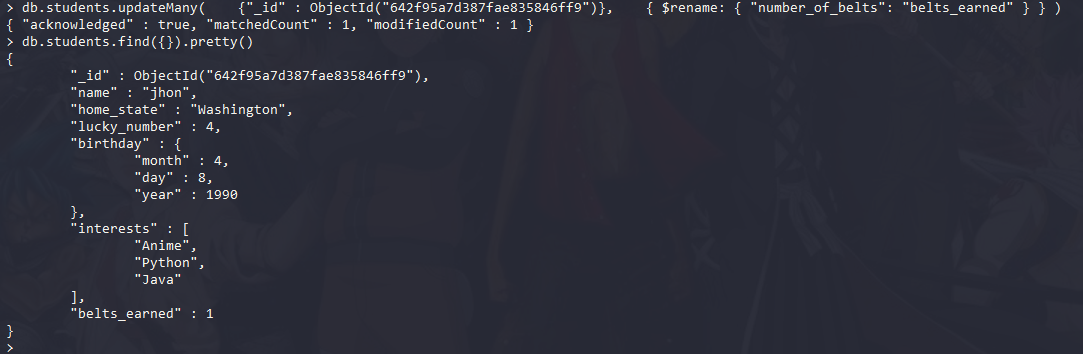 > db.students.updateMany(    {"_id" : ObjectId("642f95a7d387fae835846ff9")},    { $rename: { "number_of_belts": "belts_earned" } } )
{ "acknowledged" : true, "matchedCount" : 1, "modifiedCount" : 1 }
> db.students.find({}).pretty()
{
        "_id" : ObjectId("642f95a7d387fae835846ff9"),
        "name" : "jhon",
        "home_state" : "Washington",
        "lucky_number" : 4,
        "birthday" : {
                "month" : 4,
                "day" : 8,
                "year" : 1990
        },
        "interests" : [
                "Anime",
                "Python",
                "Java"
        ],
        "belts_earned" : 1
}
>